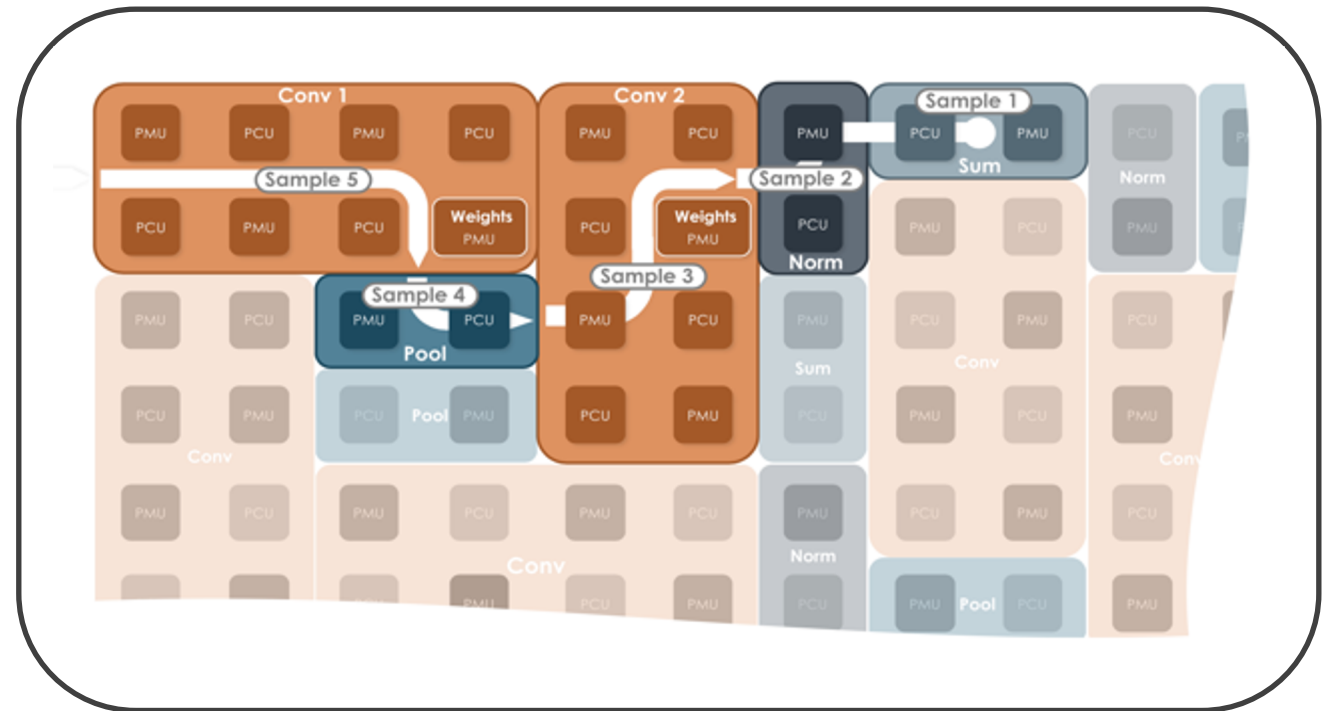 Conv 1
Conv 2
Sample 1
PMU PCU PMU PCU PMU PCU PMU PCU PMU PCU
Sum
Norm
Sample 5
Sample 2
PCU PMU PCU Weights PMU PCU Weights PMU PCU PMU PCU PMU
Norm
Sample 3
Sample 4
PMU PCU PMU PCU PMU PCU PMU PCU PMU PCU
Pool
Sum
Conv
PCU PMU PCU Pool PMU PCU PMU PCU PMU PCU PMU
Conv
Conv
PMU PCU PMU PCU PMU PCU PMU PCU PMU PCU
Norm
Conv
PCU PMU PCU PMU PCU PMU Pool PCU PMU